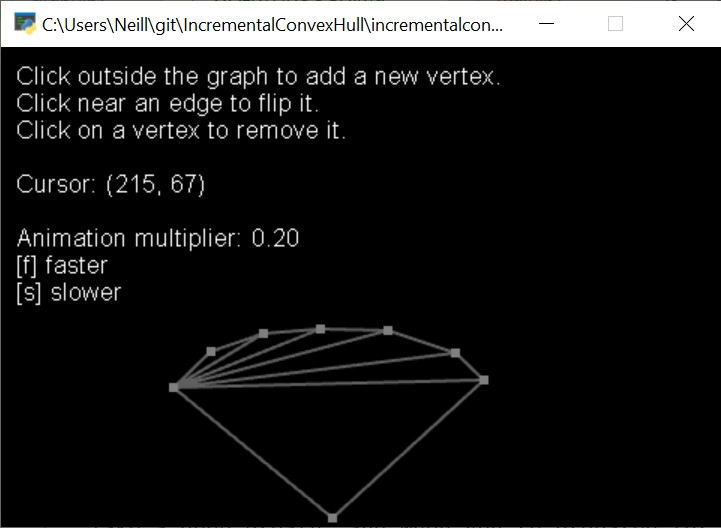 C:\Users\Neill\git\IncrementalConvexHull\incrementalcon...
Click outside the graph to add a new vertex.
Click near an edge to flip it.
Click on a vertex to remove it.
Cursor: (215, 67)
Animation multiplier: 0.20
[f] faster
[s] slower